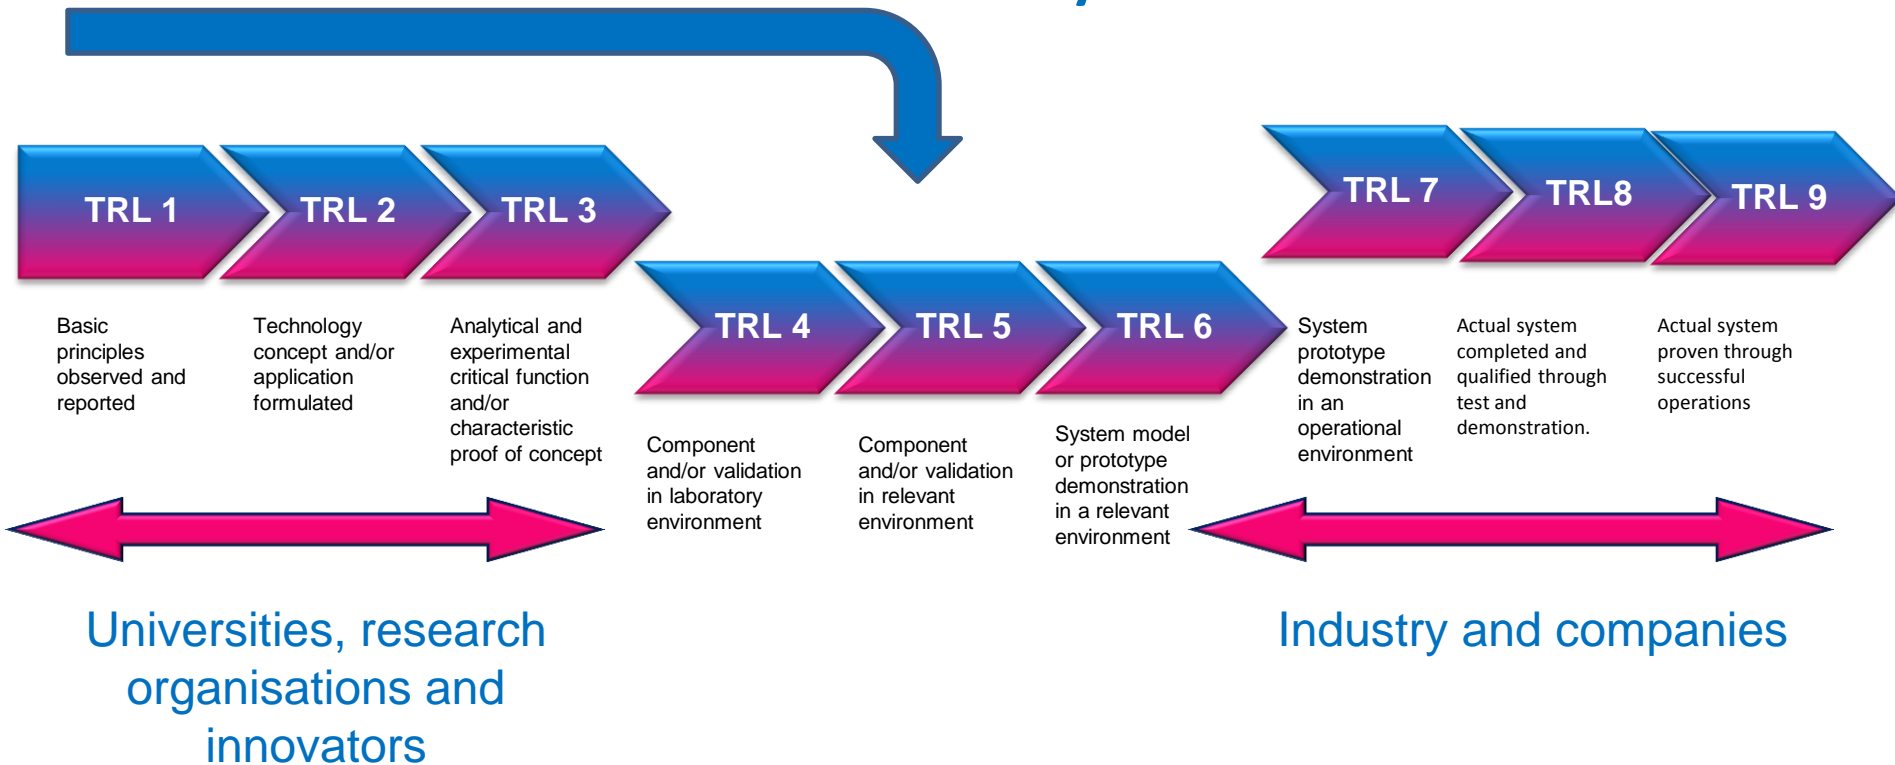 TRL 1
TRL 2
TRL 3
TRL 4
TRL 5
TRL 6
TRL 7
TRL8
TRL 9
Basic
principles
observed and
reported
Technology
concept and/or
application
formulated
Analytical and
experimental
critical function
and/or
characteristic
proof of concept
Component
and/or validation
in laboratory
environment
Component
and/or validation
in relevant
environment
System model
or prototype
demonstration
in a relevant
environment
System
prototype
demonstration
in an
operational
environment
Actual system
completed and
qualified through
test and
demonstration.
Actual system
proven through
successful
operations
Universities, research
organisations and
innovators
Industry and companies